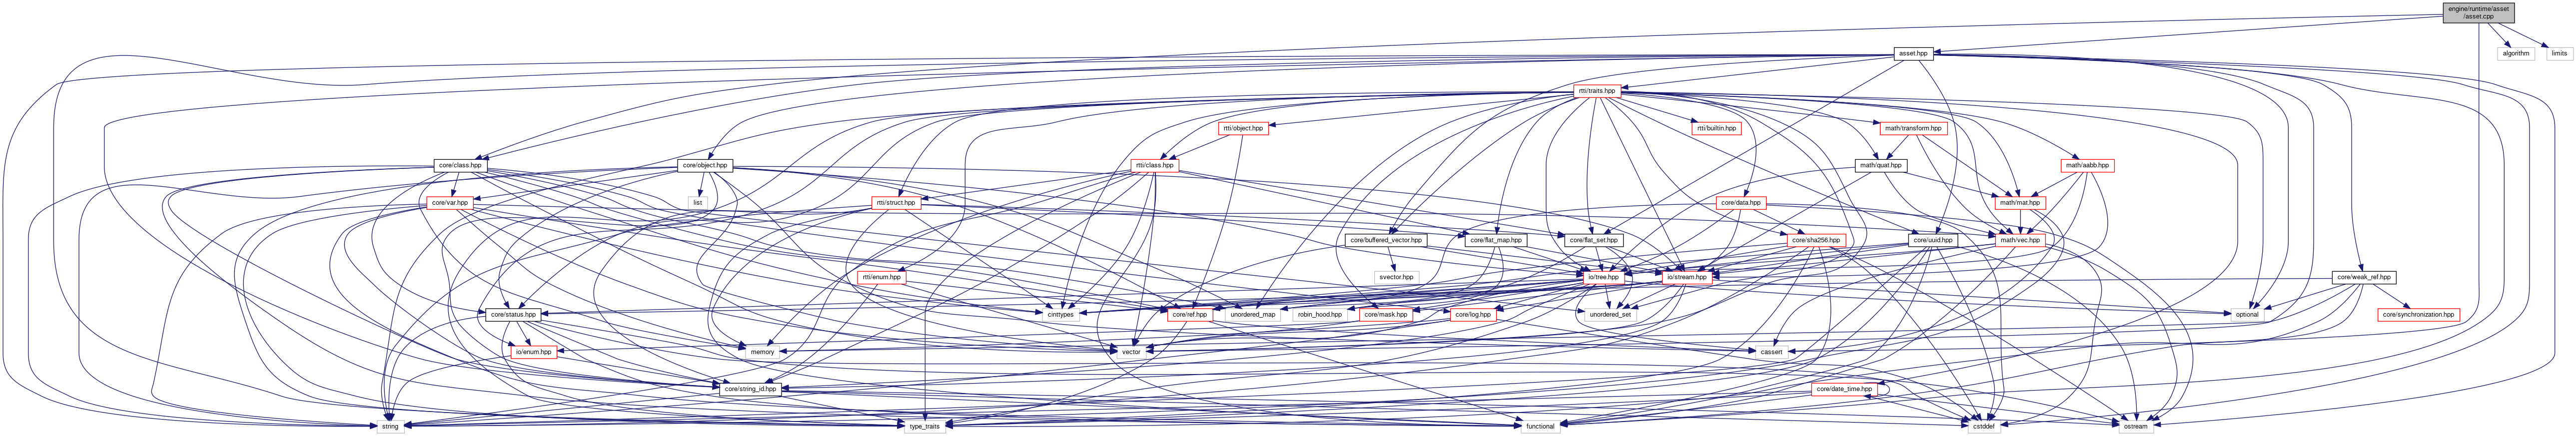 engine/runtime/asset
/asset.cpp
asset.hpp
algorithm
limits
rtti/traits.hpp
rtti/object.hpp
rtti/builtin.hpp
math/transform.hpp
core/class.hpp
core/object.hpp
rtti/class.hpp
math/quat.hpp
math/aabb.hpp
core/var.hpp
list
rtti/struct.hpp
core/data.hpp
math/mat.hpp
core/buffered_vector.hpp
core/flat_map.hpp
core/flat_set.hpp
core/sha256.hpp
core/uuid.hpp
math/vec.hpp
rtti/enum.hpp
svector.hpp
io/tree.hpp
io/stream.hpp
core/weak_ref.hpp
core/status.hpp
cinttypes
core/ref.hpp
unordered_map
robin_hood.hpp
core/mask.hpp
core/log.hpp
unordered_set
optional
core/synchronization.hpp
io/enum.hpp
memory
vector
cassert
core/string_id.hpp
core/date_time.hpp
string
type_traits
functional
cstddef
ostream